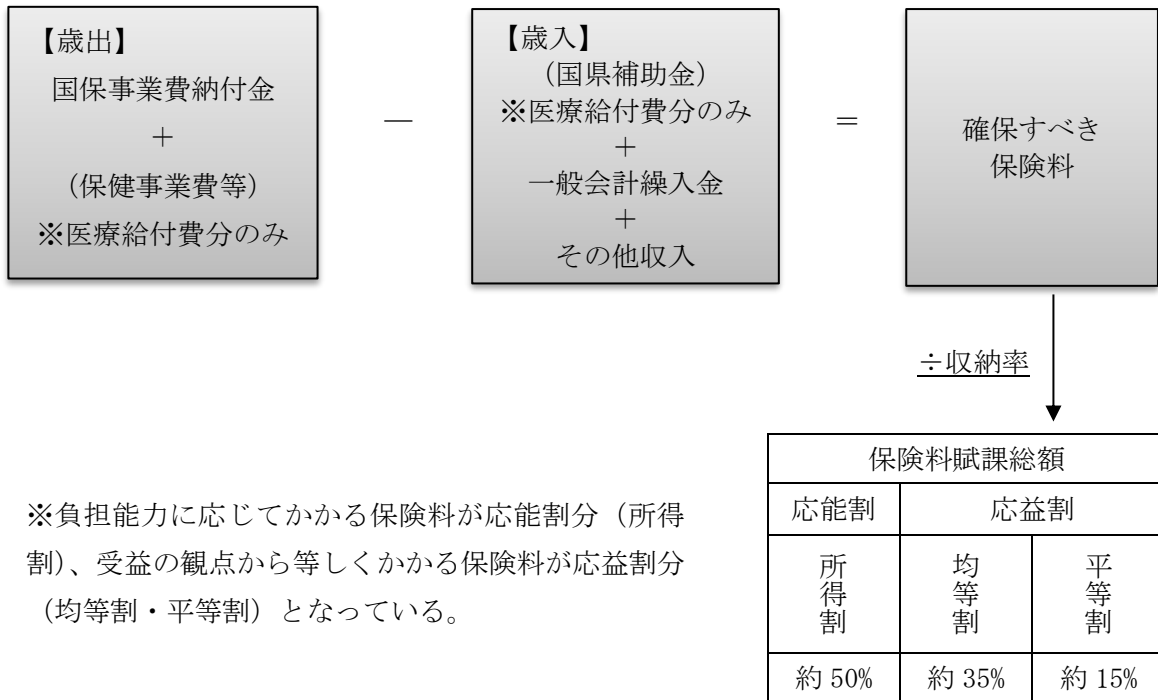 【歳出】
国保事業費納付金
+
（保健事業費等）
※医療給付費分のみ
―
【歳入】
（国県補助金）
※医療給付費分のみ
+
一般会計繰入金
+
その他収入
=
確保すべき
保険料
÷収納率
※負担能力に応じてかかる保険料が応能割分（所得
割）、受益の観点から等しくかかる保険料が応益割分
（均等割・平等割）となっている。
保険料賦課総額
応能割 応益割
所得割 均等割 平等割
約 50% 約 35% 約 15%